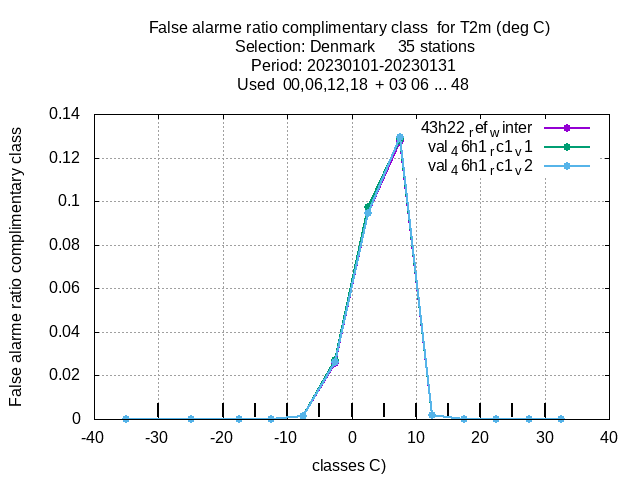 False alarme ratio complimentary class  for T2m (deg C)
Selection: Denmark     35 stations
Period: 20230101-20230131
Used  00,06,12,18  + 03 06 ... 48
False alarme ratio complimentary class
0.14
0.12
0.1
0.08
0.06
0.04
0.02
0
43h22 r ef w inter
val 4 6h1 r c1 v 1
val 4 6h1 r c1 v 2
-40 -30 -20 -10 0 10 20 30 40
classes C)